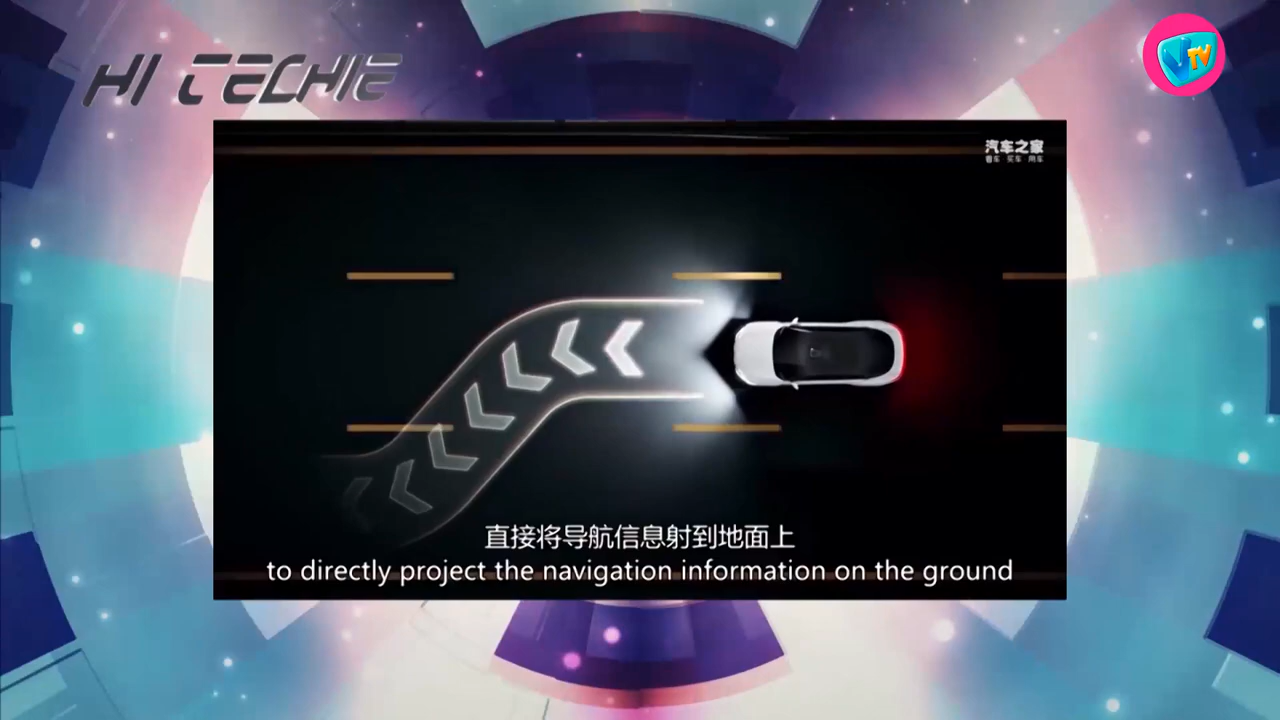 HI TECHIE
VTV
汽车之家
看车 买车 用车
直接将导航信息射到地面上
to directly project the navigation information on the ground